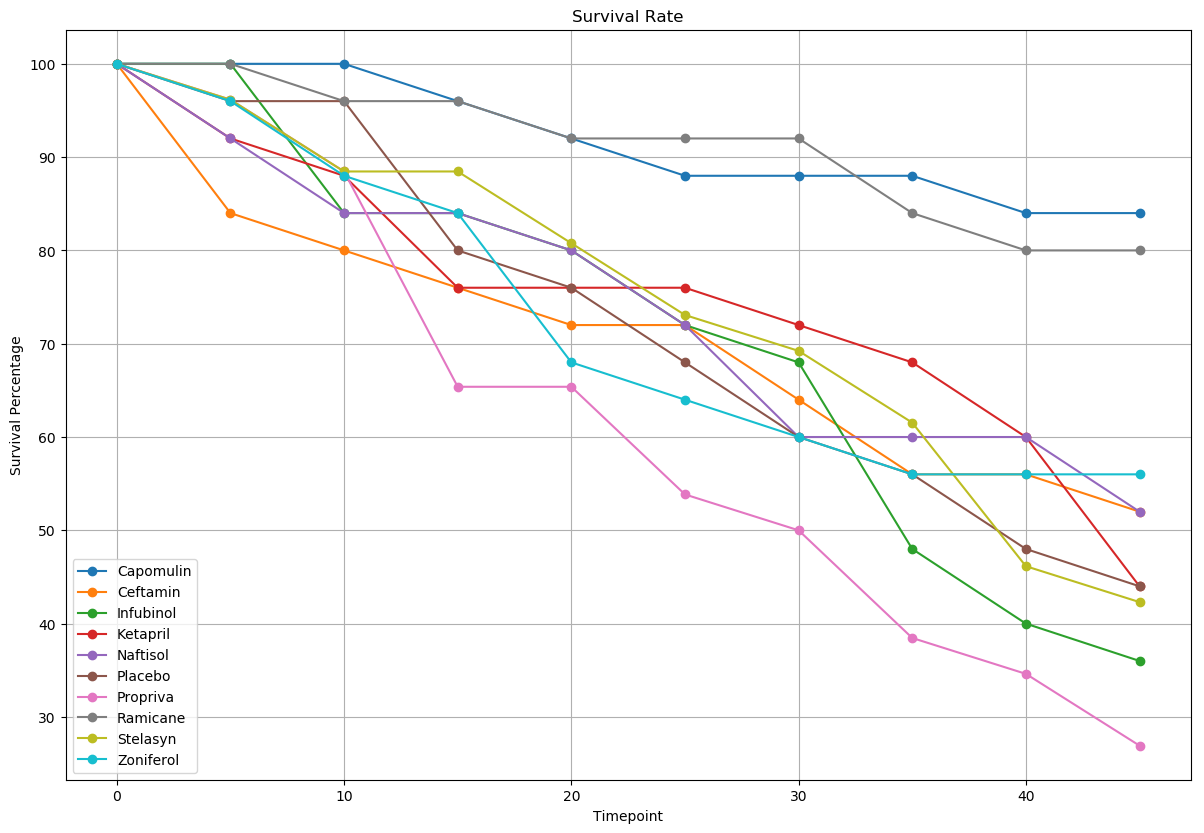 Survival Rate
100
90
80
70
60
50
40
30
Survival Percentage
Capomulin
Ceftamin
Infubinol
Ketapril
Naftisol
Placebo
Propriva
Ramicane
Stelasyn
Zoniferol
0 10 20 30 40
Timepoint